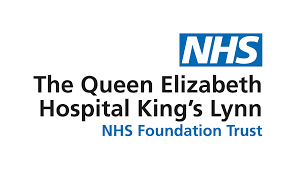 NHS
The Queen Elizabeth
Hospital King's Lynn
NHS Foundation Trust